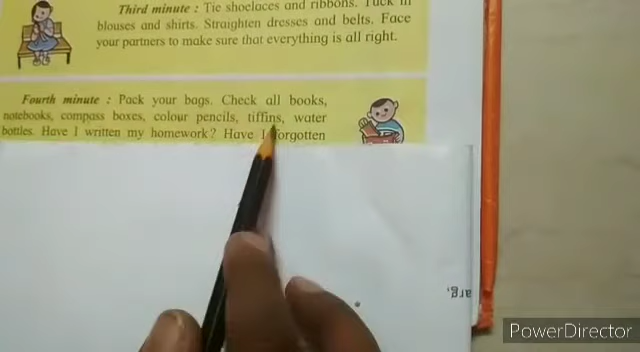 Third minute : Tie shoelaces and ribbons. Tuck in
blouses and shirts. Straighten dresses and belts. Face
your partners to make sure that everything is all right.
Fourth minute : Pack your bags. Check all books,
notebooks, compass boxes, colour pencils, tiffins, water
bottles. Have I written my homework? Have I forgotten
arg,
PowerDirector